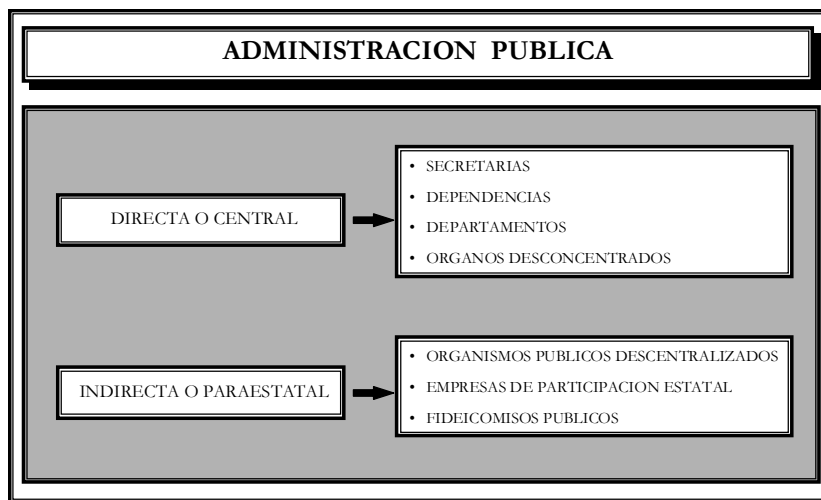 ADMINISTRACION PUBLICA
DIRECTA O CENTRAL
• SECRETARIAS
• DEPENDENCIAS
• DEPARTAMENTOS
• ORGANOS DESCONCENTRADOS
INDIRECTA O PARAESTATAL
• ORGANISMOS PUBLICOS DESCENTRALIZADOS
• EMPRESAS DE PARTICIPACION ESTATAL
• FIDEICOMISOS PUBLICOS